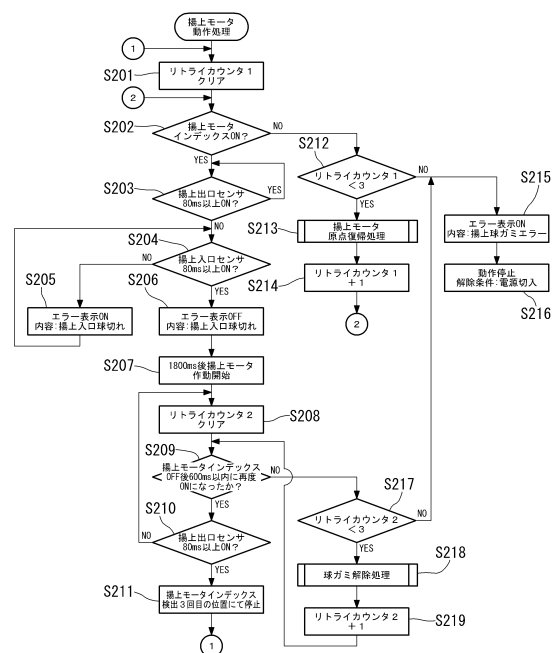 揚上モータ
動作処理
1
S201
リトライカウンタ1
クリア
2
S202
揚上モータ
インデックスON?
NO
YES
S203
揚上出口センサ
80ms以上ON?
YES
NO
S204
揚上入口センサ
80ms以上ON?
NO
YES
S205
エラー表示ON
内容:揚上入口球切れ
S206
エラー表示OFF
内容:揚上入口球切れ
S207
1800ms後揚上モータ
作動開始
S208
リトライカウンタ2
クリア
S209
揚上モータインデックス
OFF後600ms以内に再度
ONになったか?
NO
YES
S210
揚上出口センサ
80ms以上ON?
NO
YES
S211
揚上モータインデックス
検出3回目の位置にて停止
1
S212
リトライカウンタ1
<3
NO
YES
S213
揚上モータ
原点復帰処理
S214
リトライカウンタ1
+1
2
S215
エラー表示ON
内容:揚上球ガミエラー
動作停止
解除条件:電源切入
S216
S217
リトライカウンタ2
<3
NO
YES
S218
球ガミ解除処理
リトライカウンタ2
+1
S219